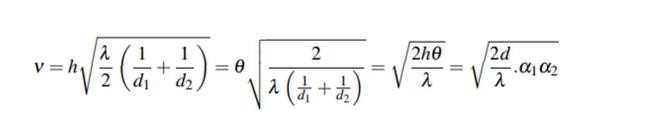 ν = h√(λ/2 (1/d₁ + 1/d₂)) = θ√(2/(λ(1/d₁ + 1/d₂))) = √(2hθ/λ) = √(2d/λ .α₁α₂)